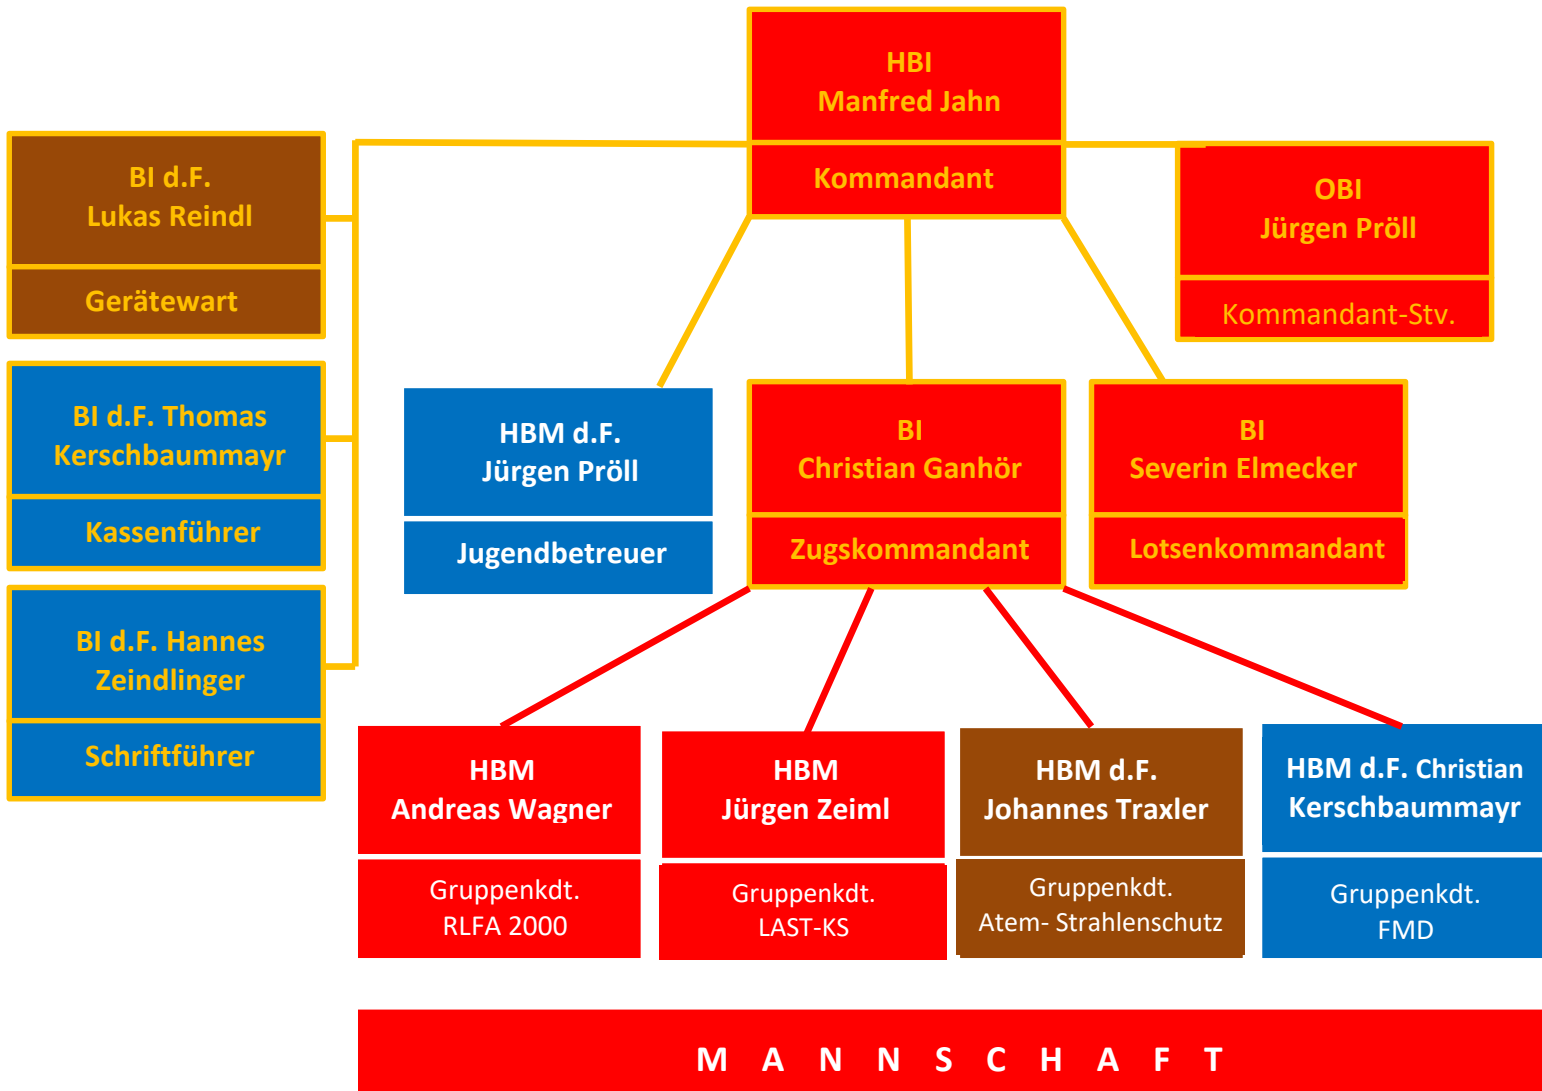 HBI
Manfred Jahn
Kommandant
BI d.F.
Lukas Reindl
Gerätewart
OBI
Jürgen Pröll
Kommandant-Stv.
BI d.F. Thomas
Kerschbaummayr
Kassenführer
HBM d.F.
Jürgen Pröll
Jugendbetreuer
BI
Christian Ganhör
Zugskommandant
BI
Severin Elmecker
Lotsenkommandant
BI d.F. Hannes
Zeindlinger
Schriftführer
HBM
Andreas Wagner
Gruppenkdt.
RLFA 2000
HBM
Jürgen Zeiml
Gruppenkdt.
LAST-KS
HBM d.F.
Johannes Traxler
Gruppenkdt.
Atem- Strahlenschutz
HBM d.F. Christian
Kerschbaummayr
Gruppenkdt.
FMD
M A N N S C H A F T